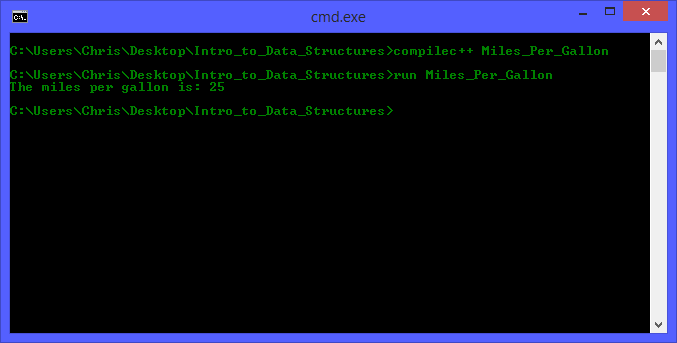 cmd.exe
C:\Users\Chris\Desktop\Intro_to_Data_Structures>compilec++ Miles_Per_Gallon
C:\Users\Chris\Desktop\Intro_to_Data_Structures>run Miles_Per_Gallon
The miles per gallon is: 25
C:\Users\Chris\Desktop\Intro_to_Data_Structures>